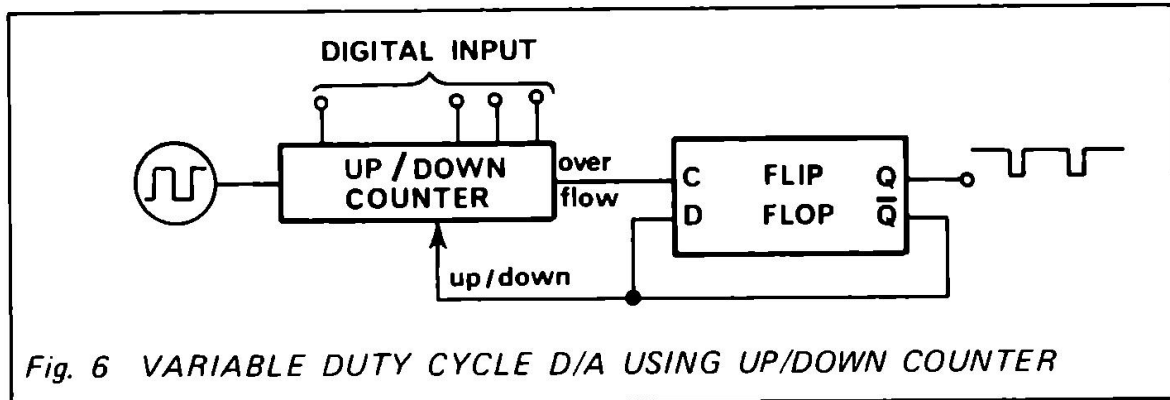 DIGITAL INPUT
UP / DOWN
COUNTER
over
flow
C FLIP Q
D FLOP Q̅
up/down
Fig. 6 VARIABLE DUTY CYCLE D/A USING UP/DOWN COUNTER